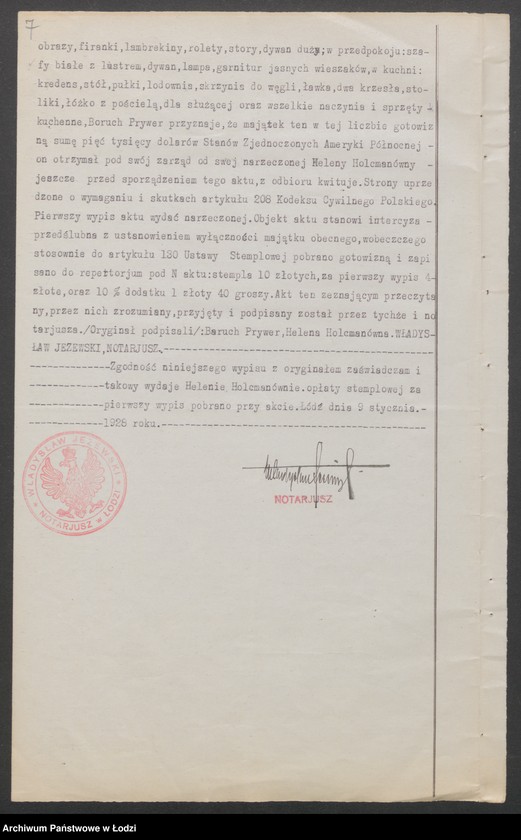 7
obrazy,firanki,lambrekiny,rolety,story,dywan duży;w przedpokoju:sza-
fy białe z lustrem,dywan,lampa,garnitur jasnych wieszaków,w kuchni:
kredens,stół,pułki,lodownia,skrzynia do węgli,ławka,dwa krzesła,sto-
liki,łóżko z pościelą,dla służącej oraz wszelkie naczynia i sprzęty -
kuchenne,Boruch Prywer przyznaje,że majątek ten w tej liczbie gotowiz
ną sumę pięć tysięcy dolarów Stanów Zjednoczonych Ameryki Północnej -
on otrzymał pod swój zarząd od swej narzeczonej Heleny Holcmanówny -
jeszcze przed sporządzeniem tego aktu,z odbioru kwituje.Strony uprze
dzone o wymaganiu i skutkach artykułu 208 Kodeksu Cywilnego Polskiego.
Pierwszy wypis aktu wydać narzeczonej.Objekt aktu stanowi intercyza -
przedślubna z ustanowieniem wyłączności majątku obecnego,wobeczczego
stosownie do artykułu 130 Ustawy Stemplowej pobrano gotowizną i zapi
sano do repertorjum pod N aktu:stempla 10 złotych,za pierwszy wypis 4-
złote,oraz 10 % dodatku 1 złoty 40 groszy.Akt ten zeznającym przeczyta
ny,przez nich zrozumiany,przyjęty i podpisany został przez tychże i no
tarjusza./Oryginał podpisali/:Baruch Prywer,Helena Holcmanówna.WŁADYS-
ŁAW JEŻEWSKI,NOTARJUSZ.------------------------------------------
-------------Zgodność niniejszego wypisu z oryginałem zaświadczam i
------------takowy wydaje Helenie Holcmanównie.opłaty stemplowej za
------------pierwszy wypis pobrano przy akcie.Łódź dnia 9 stycznia.-
------------1928 roku.-------------------------------------------
WŁADYSŁAW JEŻEWSKI
NOTARJUSZ ŁODZI
NOTARJUSZ
Archiwum Państwowe w Łodzi